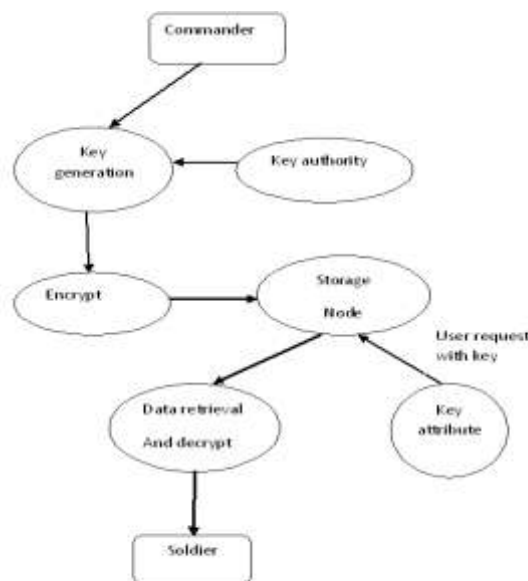 Commander
Key
generation
Key authority
Encrypt
Storage
Node
User request
with key
Data retrieval
And decrypt
Key
attribute
Soldier